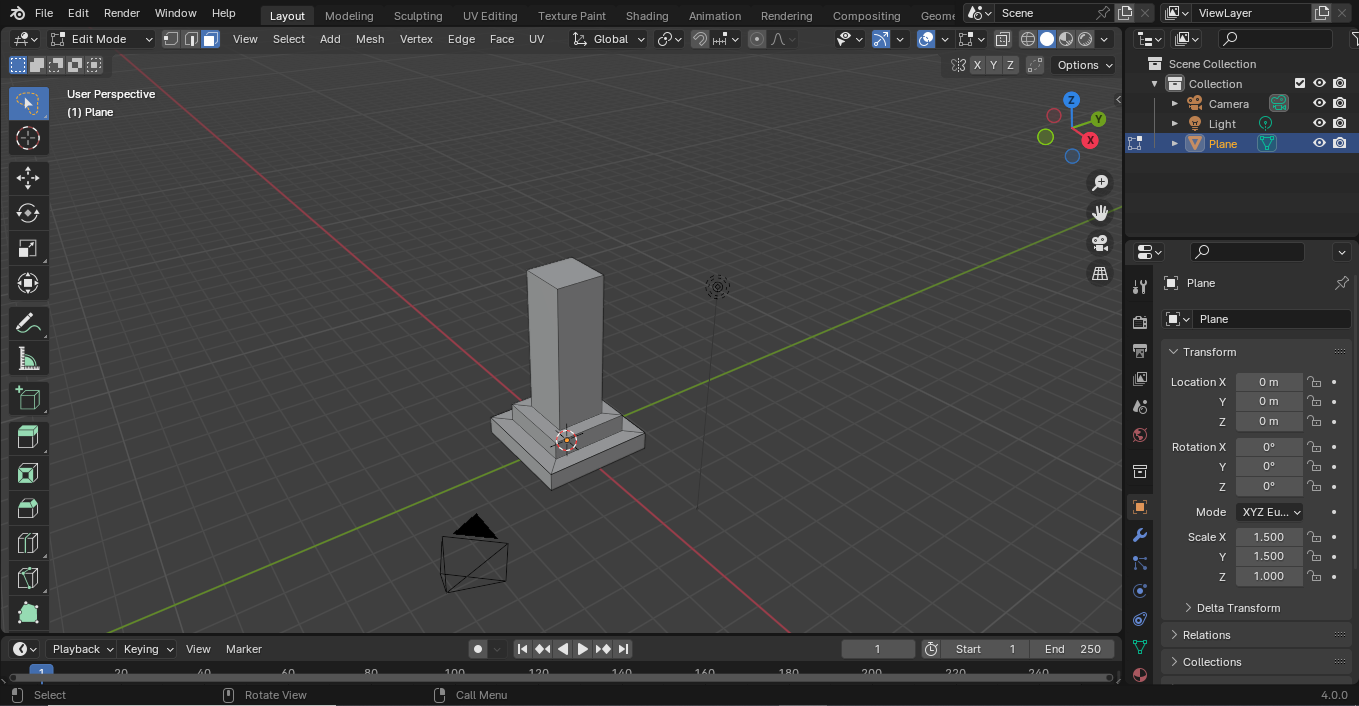 File Edit Render Window Help Layout Modeling Sculpting UV Editing Texture Paint Shading Animation Rendering Compositing Geome Scene ViewLayer
Edit Mode View Select Add Mesh Vertex Edge Face UV Global
X Y Z Options
User Perspective
(1) Plane
Z
Y
X
Scene Collection
Collection
Camera
Light
Plane
Plane
Plane
Transform
Location X 0 m
Y 0 m
Z 0 m
Rotation X 0°
Y 0°
Z 0°
Mode XYZ Eu...
Scale X 1.500
Y 1.500
Z 1.000
Delta Transform
Relations
Collections
Playback Keying View Marker 1 Start 1 End 250
1 20 40 60 80 100 120 140 160 180 200 220 240
Select Rotate View Call Menu 4.0.0